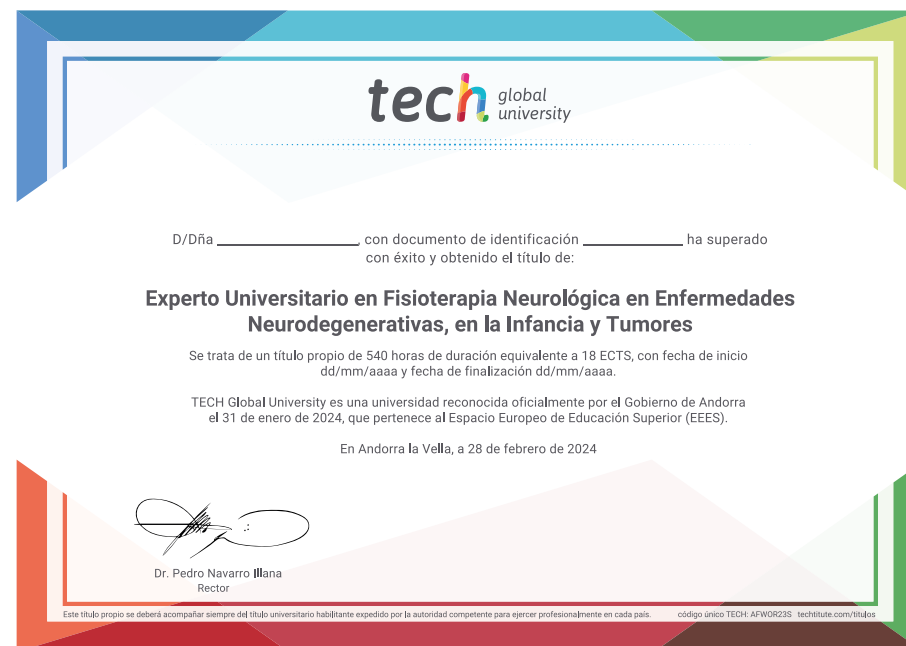 tech global university
D/Dña ____________________, con documento de identificación ______________ ha superado
con éxito y obtenido el título de:
Experto Universitario en Fisioterapia Neurológica en Enfermedades
Neurodegenerativas, en la Infancia y Tumores
Se trata de un título propio de 540 horas de duración equivalente a 18 ECTS, con fecha de inicio
dd/mm/aaaa y fecha de finalización dd/mm/aaaa.
TECH Global University es una universidad reconocida oficialmente por el Gobierno de Andorra
el 31 de enero de 2024, que pertenece al Espacio Europeo de Educación Superior (EEES).
En Andorra la Vella, a 28 de febrero de 2024
Dr. Pedro Navarro Illana
Rector
Este título propio se deberá acompañar siempre del título universitario habilitante expedido por la autoridad competente para ejercer profesionalmente en cada país. código único TECH: AFWOR23S techtitute.com/titulos